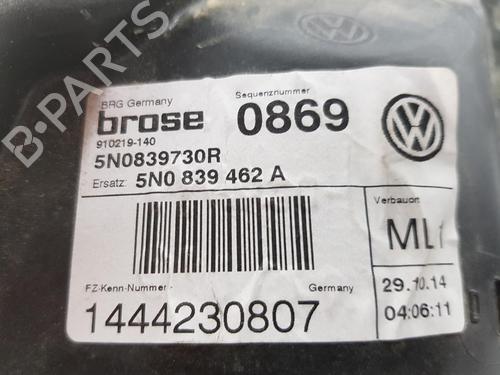 B-PARTS
BRG Germany
Sequenznummer
brose 0869
910219-140
5N0839730R
Ersatz: 5N0 839 462 A
Verbauort
FZ-Kenn-Nummer
Germany
29.10.14
04:06:11
1444230807